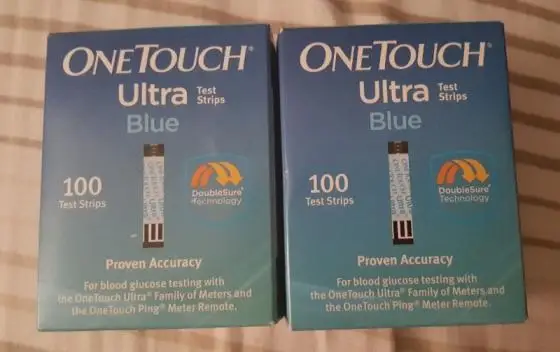 ONETOUCH®
Ultra Test Strips
Blue
100
Test Strips
DoubleSure®
Technology
Proven Accuracy
For blood glucose testing with
the OneTouch Ultra® Family of Meters and
the OneTouch Ping® Meter Remote.
ONETOUCH®
Ultra Test Strips
Blue
100
Test Strips
DoubleSure®
Technology
Proven Accuracy
For blood glucose testing with
the OneTouch Ultra® Family of Meters and
the OneTouch Ping® Meter Remote.